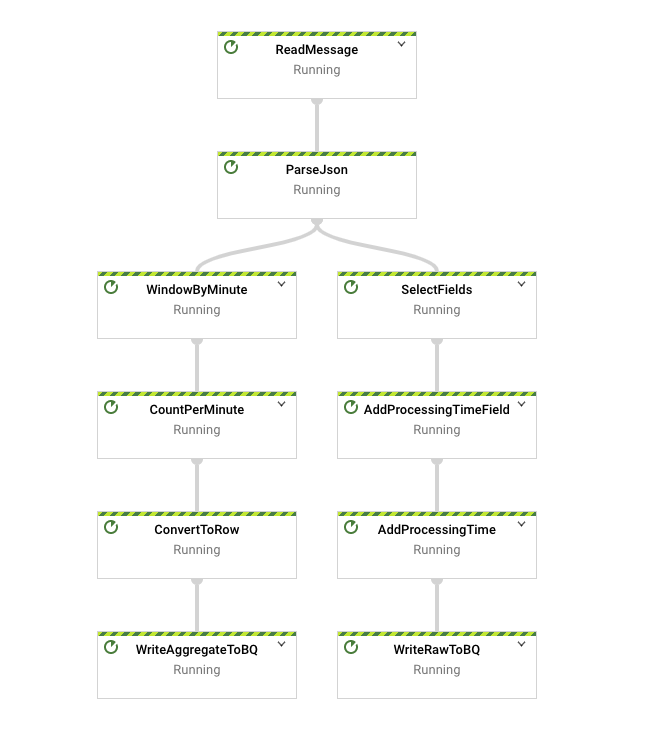 ReadMessage
Running
ParseJson
Running
WindowByMinute
Running
SelectFields
Running
CountPerMinute
Running
AddProcessingTimeField
Running
ConvertToRow
Running
AddProcessingTime
Running
WriteAggregateToBQ
Running
WriteRawToBQ
Running